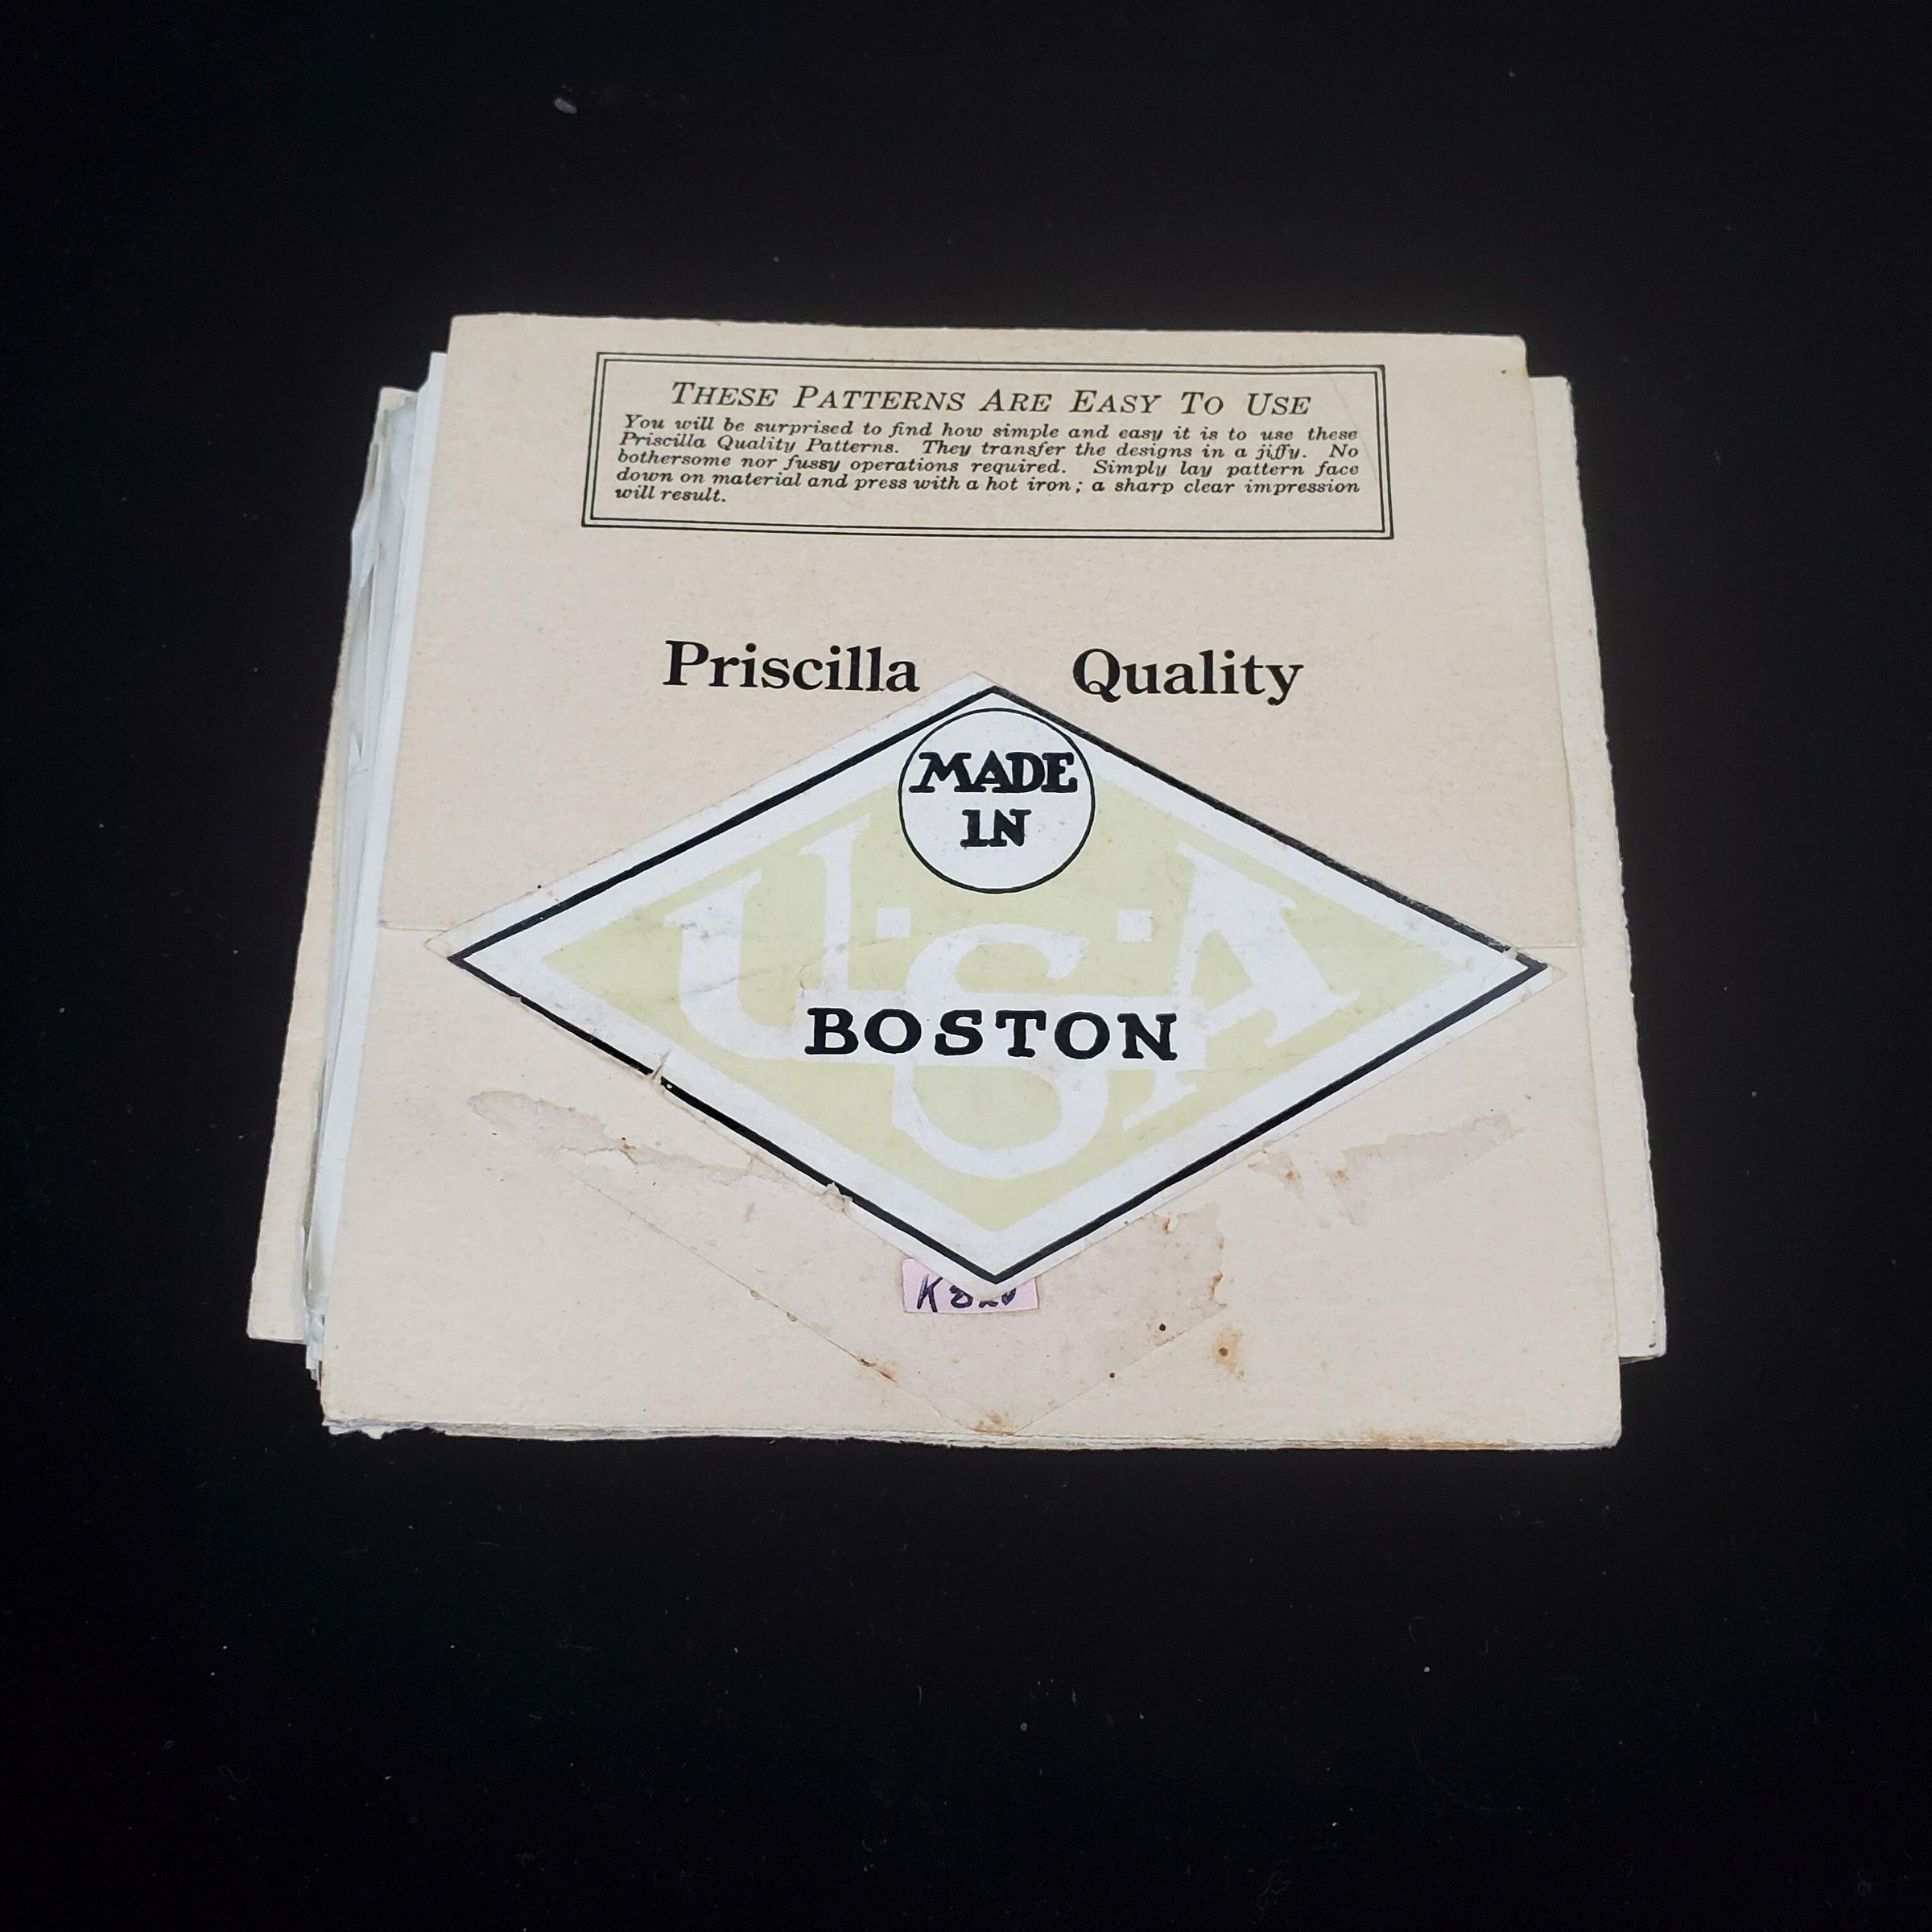 THESE PATTERNS ARE EASY TO USE
You will be surprised to find how simple and easy it is to use these
Priscilla Quality Patterns. They transfer the designs in a jiffy. No
bothersome nor fussy operations required. Simply lay pattern face
down on material and press with a hot iron; a sharp clear impression
will result.
Priscilla Quality
MADE
IN
U.S.A
BOSTON